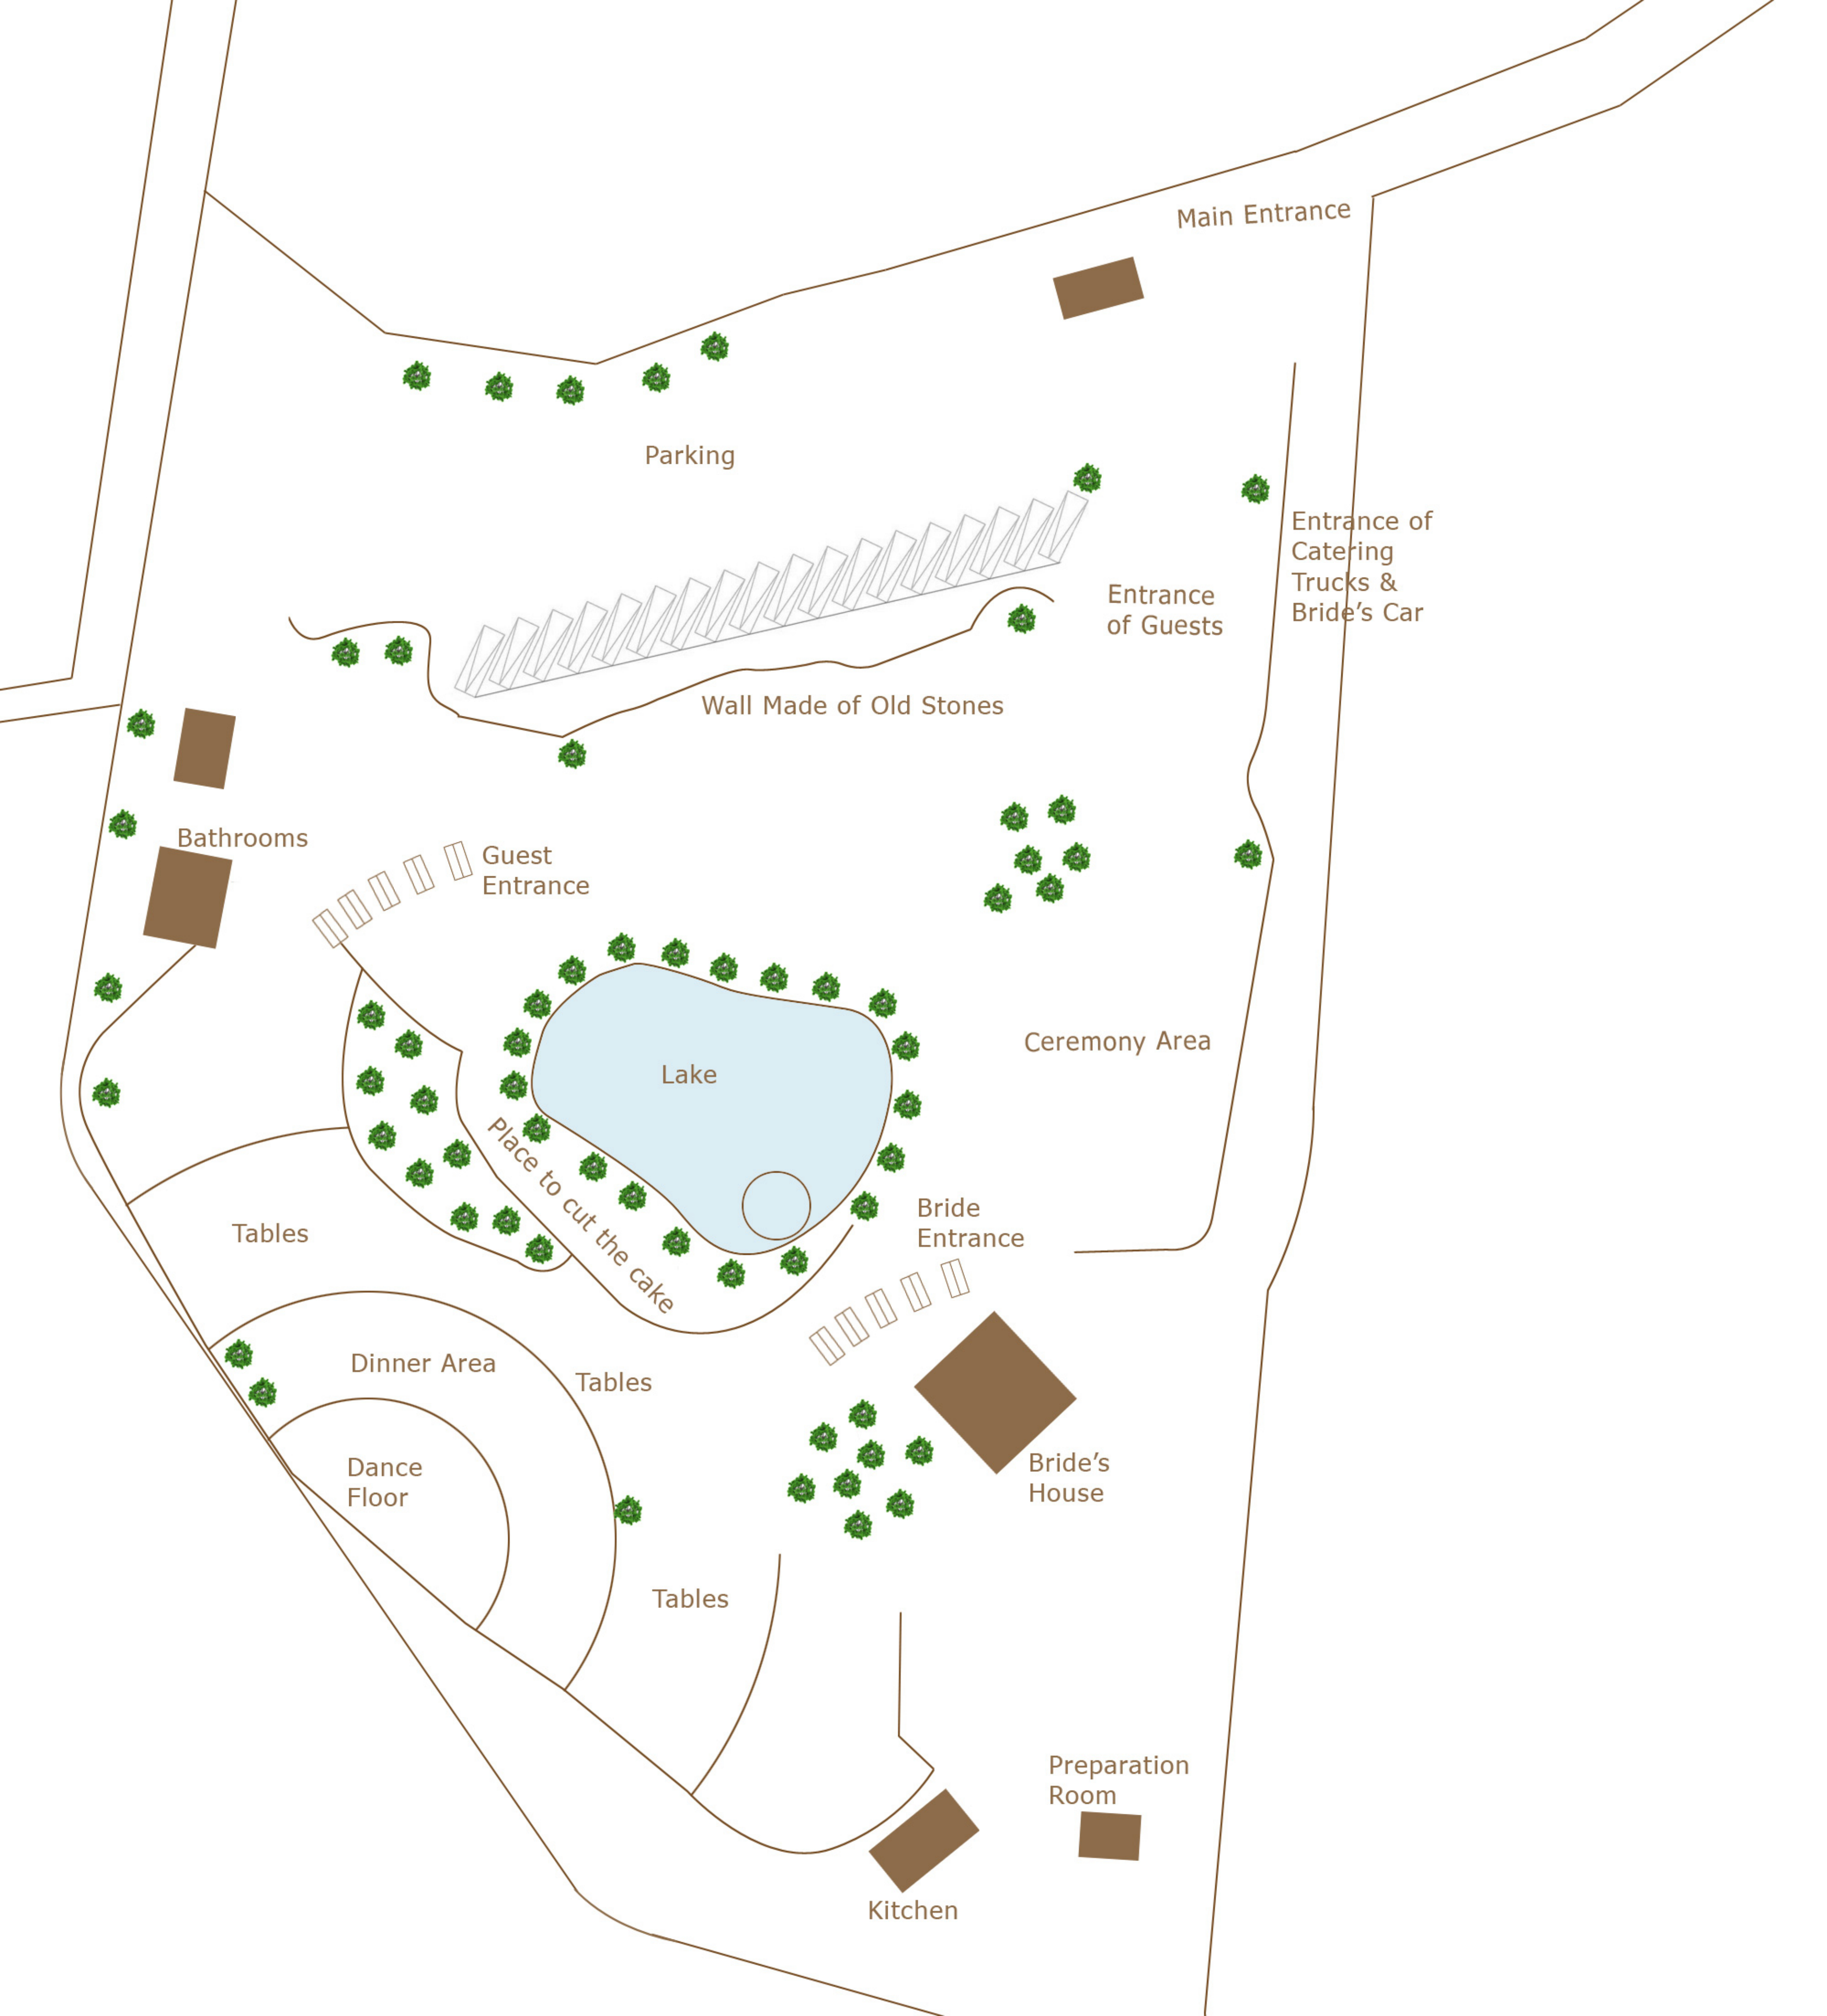 Main Entrance
Parking
Entrance of
Catering
Trucks &
Bride's Car
Entrance
of Guests
Wall Made of Old Stones
Bathrooms
Guest
Entrance
Ceremony Area
Lake
Place to cut the cake
Bride
Entrance
Tables
Dinner Area
Tables
Dance
Floor
Bride's
House
Tables
Preparation
Room
Kitchen